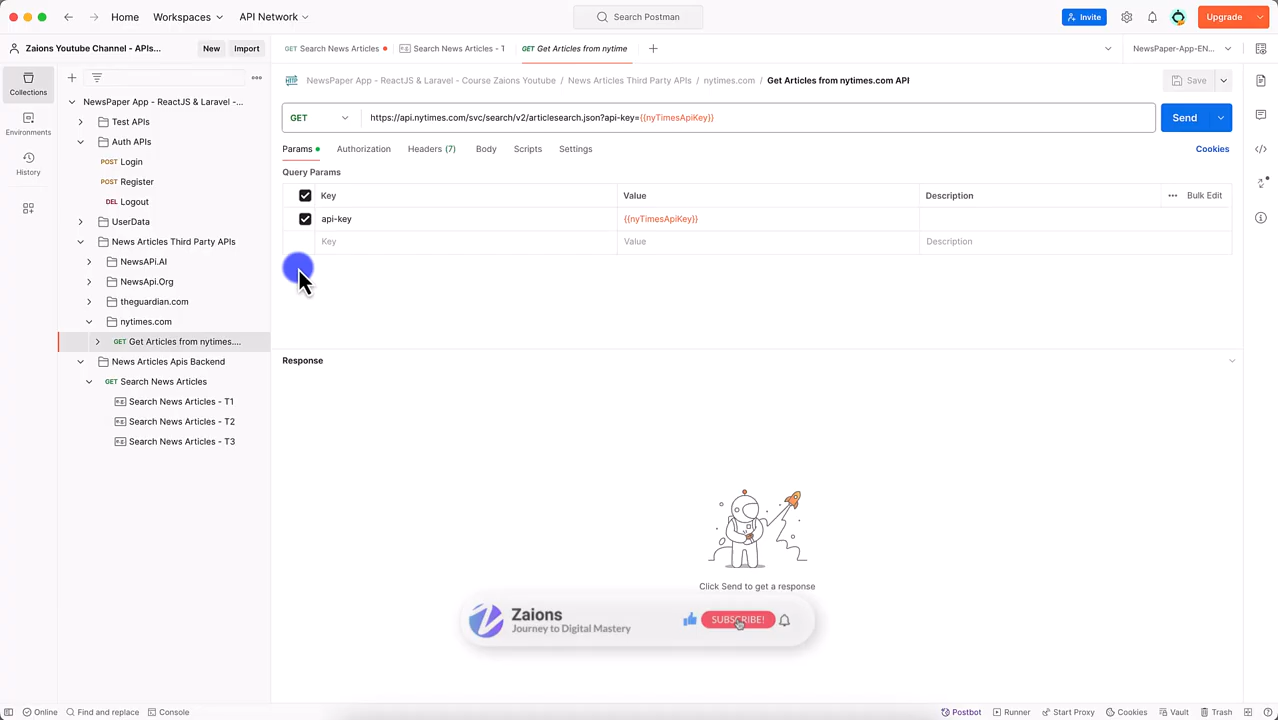 Home
Workspaces
API Network
Search Postman
Invite
Upgrade
Zaions Youtube Channel - APIs...
New
Import
GET Search News Articles
Search News Articles - T
GET Get Articles from nytime
NewsPaper-App-EN...
Collections
Environments
History
NewsPaper App - ReactJS & Laravel -...
Test APIs
Auth APIs
POST Login
POST Register
DEL Logout
UserData
News Articles Third Party APIs
NewsApi.AI
NewsApi.Org
theguardian.com
nytimes.com
GET Get Articles from nytimes....
News Articles Apis Backend
GET Search News Articles
Search News Articles - T1
Search News Articles - T2
Search News Articles - T3
HTTP NewsPaper App - ReactJS & Laravel - Course Zaions Youtube / News Articles Third Party APIs / nytimes.com / Get Articles from nytimes.com API
Save
GET https://api.nytimes.com/svc/search/v2/articlesearch.json?api-key={{nyTimesApiKey}}
Send
Params Authorization Headers (7) Body Scripts Settings
Cookies
Query Params
Key Value Description Bulk Edit
api-key {{nyTimesApiKey}}
Key Value Description
Response
Click Send to get a response
Zaions
Journey to Digital Mastery
SUBSCRIBE!
Online Find and replace Console
Postbot Runner Start Proxy Cookies Vault Trash